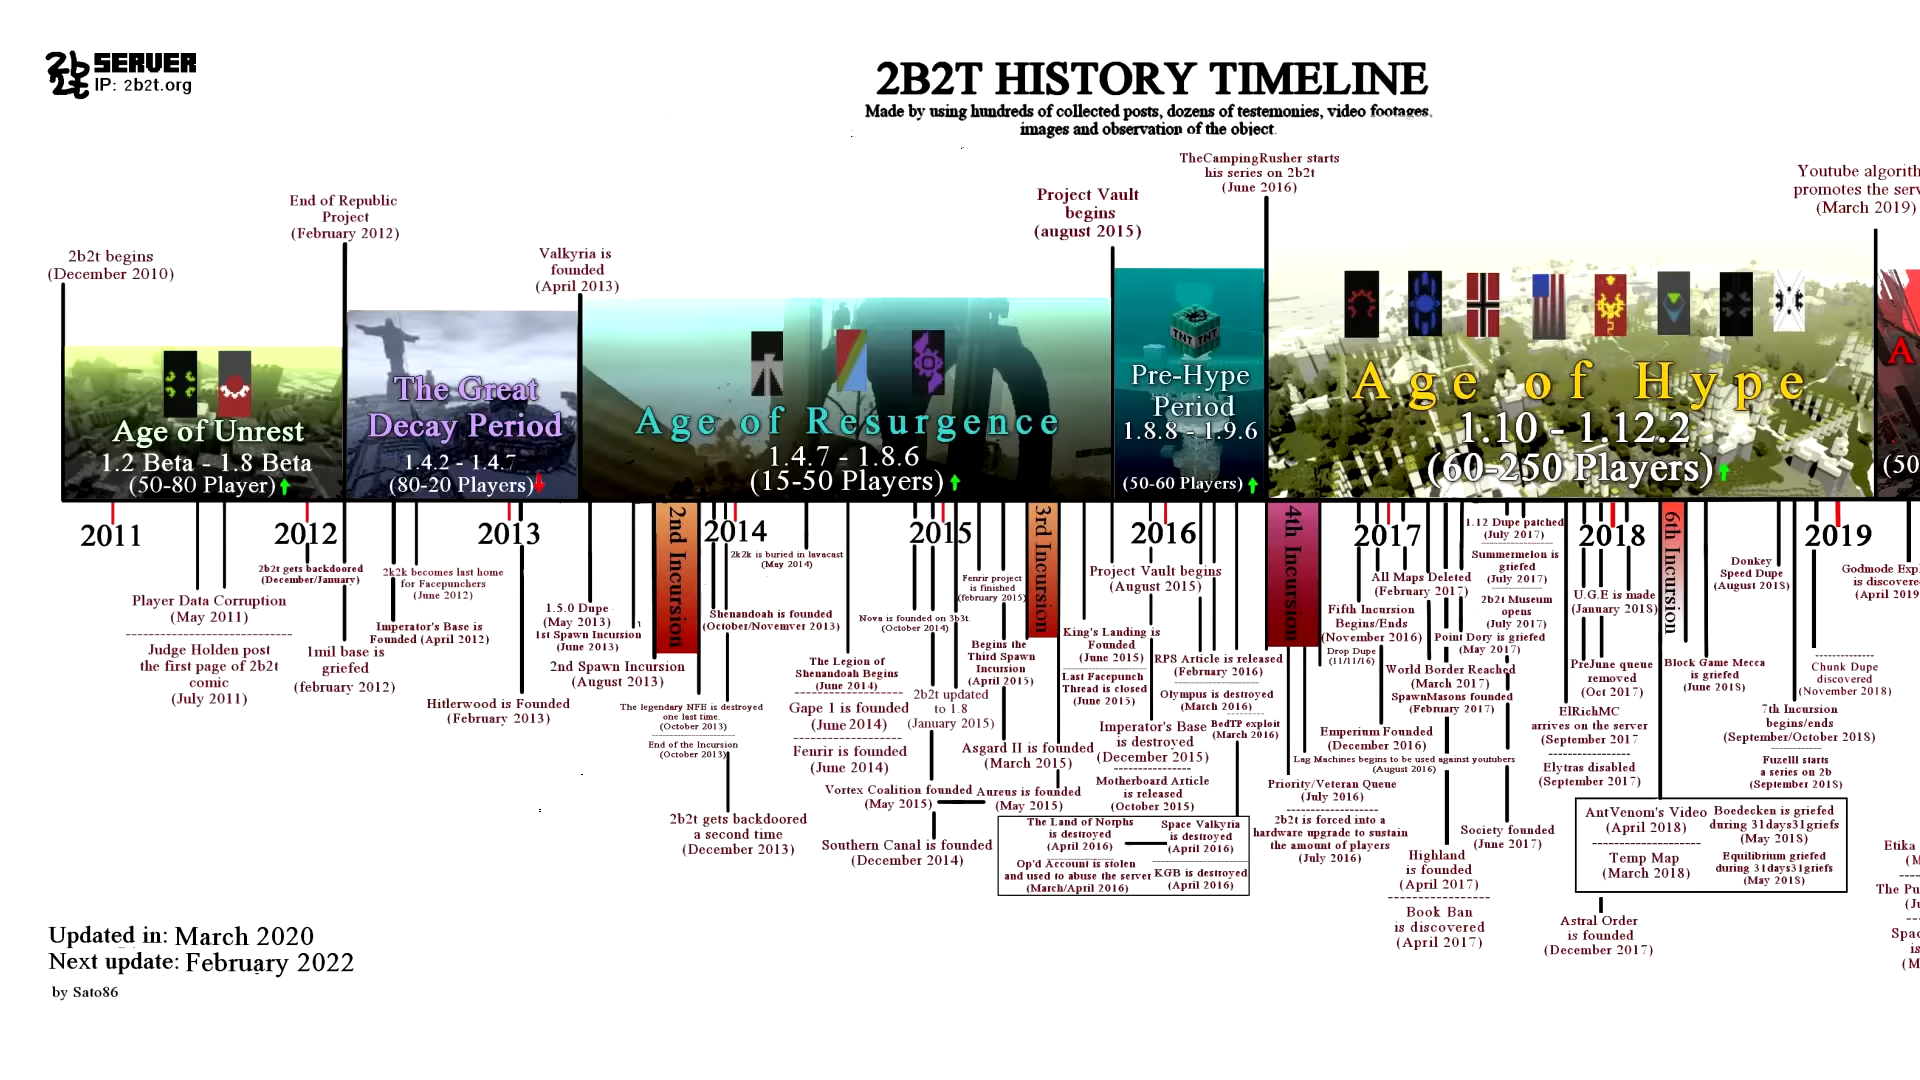 SERVER
IP: 2b2t.org
2B2T HISTORY TIMELINE
Made by using hundreds of collected posts, dozens of testemonies, video footages,
images and observation of the object.
2b2t begins
(December 2010)
End of Republic
Project
(February 2012)
Valkyria is
founded
(April 2013)
Project Vault
begins
(august 2015)
TheCampingRusher starts
his series on 2b2t
(June 2016)
Youtube algorith
promotes the serv
(March 2019)
Age of Unrest
1.2 Beta - 1.8 Beta
(50-80 Player)
The Great
Decay Period
1.4.2 - 1.4.7
(80-20 Players)
Age of Resurgence
1.4.7 - 1.8.6
(15-50 Players)
TNT TNT
Pre-Hype
Period
1.8.8 - 1.9.6
(50-60 Players)
Age of Hype
1.10 - 1.12.2
(60-250 Players)
A
(50
2011
2012
2013
2014
2015
2016
2017
2018
2019
2nd Incursion
3rd Incursion
4th Incursion
6th Incursion
Player Data Corruption
(May 2011)
Judge Holden post
the first page of 2b2t
comic
(July 2011)
2b2t gets backdoored
(December/January)
1mil base is
griefed
(february 2012)
2k2k becomes last home
for Facepunchers
(June 2012)
Imperator's Base is
Founded (April 2012)
Hitlerwood is Founded
(February 2013)
1.5.0 Dupe
(May 2013)
1st Spawn Incursion
(June 2013)
2nd Spawn Incursion
(August 2013)
The legendary NFE is destroyed
one last time.
(October 2013)
End of the Incursion
(October 2013)
2b2t gets backdoored
a second time
(December 2013)
Shenandoah is founded
(October/Novemver 2013)
2k2k is buried in lavacast
(May 2014)
The Legion of
Shenandoah Begins
(June 2014)
Gape 1 is founded
(June 2014)
Fenrir is founded
(June 2014)
Nova is founded on 3b3t.
(October 2014)
2b2t updated
to 1.8
(January 2015)
Vortex Coalition founded
(May 2015)
Southern Canal is founded
(December 2014)
Fenrir project
is finished
(february 2015)
Begins the
Third Spawn
Incursion
(April 2015)
Asgard II is founded
(March 2015)
Aureus is founded
(May 2015)
King's Landing is
Founded
(June 2015)
Last Facepunch
Thread is closed
(June 2015)
Project Vault begins
(August 2015)
Imperator's Base
is destroyed
(December 2015)
Motherboard Article
is released
(October 2015)
RPS Article is released
(February 2016)
Olympus is destroyed
(March 2016)
BedTP exploit
(March 2016)
The Land of Norphs
is destroyed
(April 2016)
Op'd Account is stolen
and used to abuse the server
(March/April 2016)
Space Valkyria
is destroyed
(April 2016)
KGB is destroyed
(April 2016)
Priority/Veteran Queue
(July 2016)
2b2t is forced into a
hardware upgrade to sustain
the amount of players
(July 2016)
Lag Machines begins to be used against youtubers
(August 2016)
Fifth Incursion
Begins/Ends
(November 2016)
Drop Dupe
(11/11/16)
Emperium Founded
(December 2016)
All Maps Deleted
(February 2017)
World Border Reached
(March 2017)
SpawnMasons founded
(February 2017)
Point Dory is griefed
(May 2017)
Highland
is founded
(April 2017)
Book Ban
is discovered
(April 2017)
Society founded
(June 2017)
1.12 Dupe patched
(July 2017)
Summermelon is
griefed
(July 2017)
2b2t Museum
opens
(July 2017)
U.G.E is made
(January 2018)
PreJune queue
removed
(Oct 2017)
ElRichMC
arrives on the server
(September 2017
Elytras disabled
(September 2017)
AntVenom's Video
(April 2018)
Temp Map
(March 2018)
Boedecken is griefed
during 31days31griefs
(May 2018)
Equilibrium griefed
during 31days31griefs
(May 2018)
Astral Order
is founded
(December 2017)
Block Game Mecca
is griefed
(June 2018)
Donkey
Speed Dupe
(August 2018)
7th Incursion
begins/ends
(September/October 2018)
Fuzelll starts
a series on 2b
(September 2018)
Chunk Dupe
discovered
(November 2018)
Godmode Exp
is discovere
(April 2019
Etika
(M
The Pu
(Ju
Spac
is
(M
Updated in: March 2020
Next update: February 2022
by Sato86